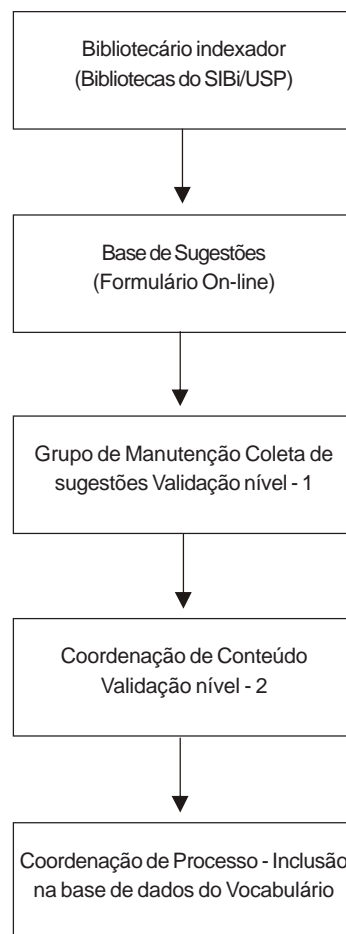 Bibliotecário indexador
(Bibliotecas do SIBi/USP)
Base de Sugestões
(Formulário On-line)
Grupo de Manutenção Coleta de
sugestões Validação nível - 1
Coordenação de Conteúdo
Validação nível - 2
Coordenação de Processo - Inclusão
na base de dados do Vocabulário